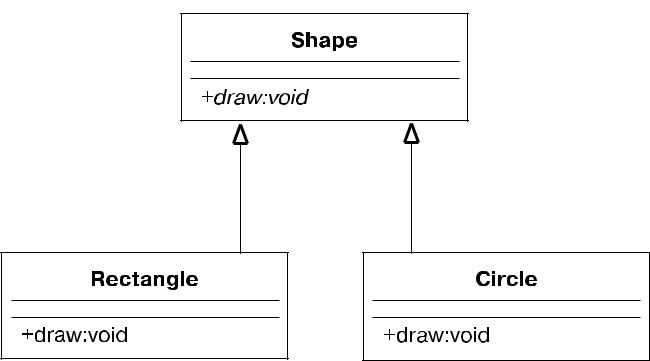 Shape
+draw:void
Rectangle
+draw:void
Circle
+draw:void